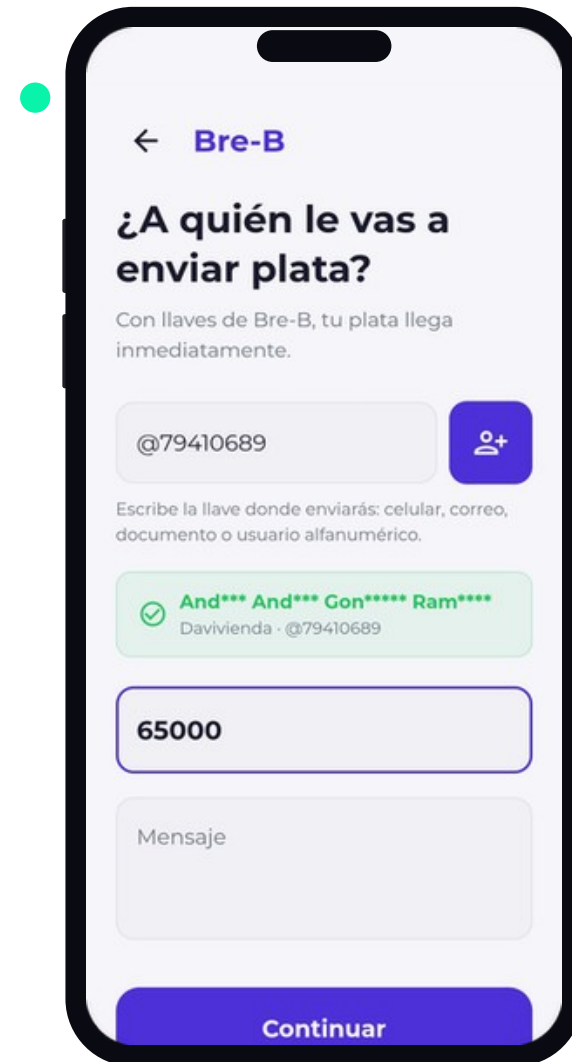 Bre-B
¿A quién le vas a
enviar plata?
Con llaves de Bre-B, tu plata llega
inmediatamente.
@79410689
Escribe la llave donde enviarás: celular, correo,
documento o usuario alfanumérico.
And*** And*** Gon***** Ram****
Davivienda · @79410689
65000
Mensaje
Continuar